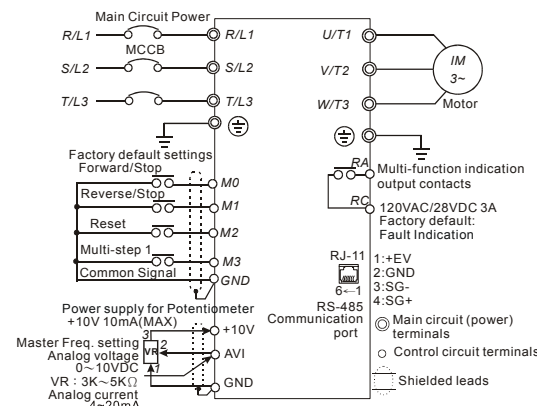 Main Circuit Power
R/L1 R/L1 U/T1
MCCB
S/L2 S/L2 V/T2 IM 3~
T/L3 T/L3 W/T3 Motor
Factory default settings
Forward/Stop M0
Reverse/Stop M1
Reset M2
Multi-step 1 M3
Common Signal GND
RA Multi-function indication
output contacts
RC 120VAC/28VDC 3A
Factory default:
Fault Indication
RJ-11
6←1
RS-485
Communication
port
1:+EV
2:GND
3:SG-
4:SG+
Main circuit (power)
terminals
Control circuit terminals
Shielded leads
Power supply for Potentiometer
+10V 10mA(MAX) +10V
Master Freq. setting 3 VR 2 1 AVI
Analog voltage
0~10VDC
VR : 3K~5KΩ GND
Analog current
4~20mA